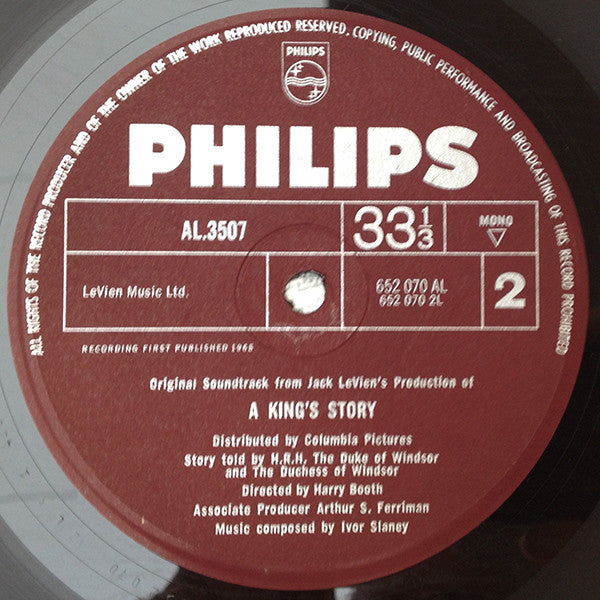 ALL RIGHTS OF THE RECORD PRODUCER AND OF THE OWNER OF THE WORK REPRODUCED RESERVED. COPYING, PUBLIC PERFORMANCE AND BROADCASTING OF THIS RECORD PROHIBITED
PHILIPS
PHILIPS
AL.3507
33⅓
MONO
LeVien Music Ltd.
652 070 AL
652 070 2L
2
RECORDING FIRST PUBLISHED 1965
Original Soundtrack from Jack LeVien's Production of
A KING'S STORY
Distributed by Columbia Pictures
Story told by H.R.H. The Duke of Windsor
and The Duchess of Windsor
Directed by Harry Booth
Associate Producer Arthur S. Ferriman
Music composed by Ivor Slaney